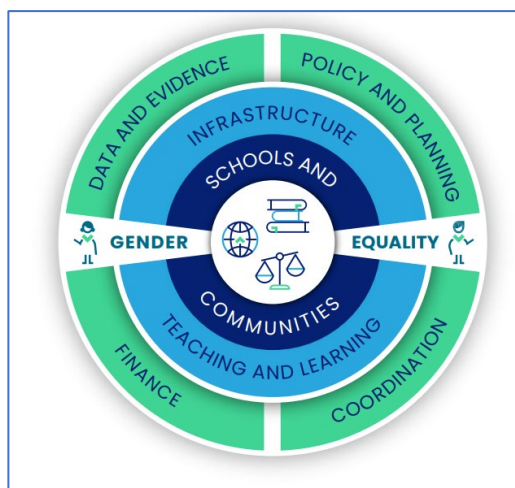 DATA AND EVIDENCE
POLICY AND PLANNING
INFRASTRUCTURE
SCHOOLS AND
GENDER
EQUALITY
COMMUNITIES
TEACHING AND LEARNING
FINANCE
COORDINATION